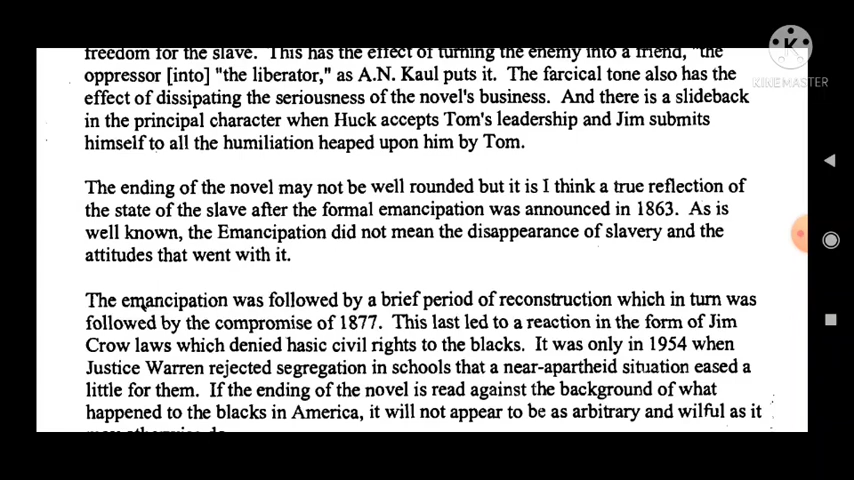 freedom for the slave. This has the effect of turning the enemy into a friend, "the
oppressor [into] "the liberator," as A.N. Kaul puts it. The farcical tone also has the
effect of dissipating the seriousness of the novel's business. And there is a slideback
in the principal character when Huck accepts Tom's leadership and Jim submits
himself to all the humiliation heaped upon him by Tom.
The ending of the novel may not be well rounded but it is I think a true reflection of
the state of the slave after the formal emancipation was announced in 1863. As is
well known, the Emancipation did not mean the disappearance of slavery and the
attitudes that went with it.
The emancipation was followed by a brief period of reconstruction which in turn was
followed by the compromise of 1877. This last led to a reaction in the form of Jim
Crow laws which denied hasic civil rights to the blacks. It was only in 1954 when
Justice Warren rejected segregation in schools that a near-apartheid situation eased a
little for them. If the ending of the novel is read against the background of what
happened to the blacks in America, it will not appear to be as arbitrary and wilful as it
K
KINEMASTER